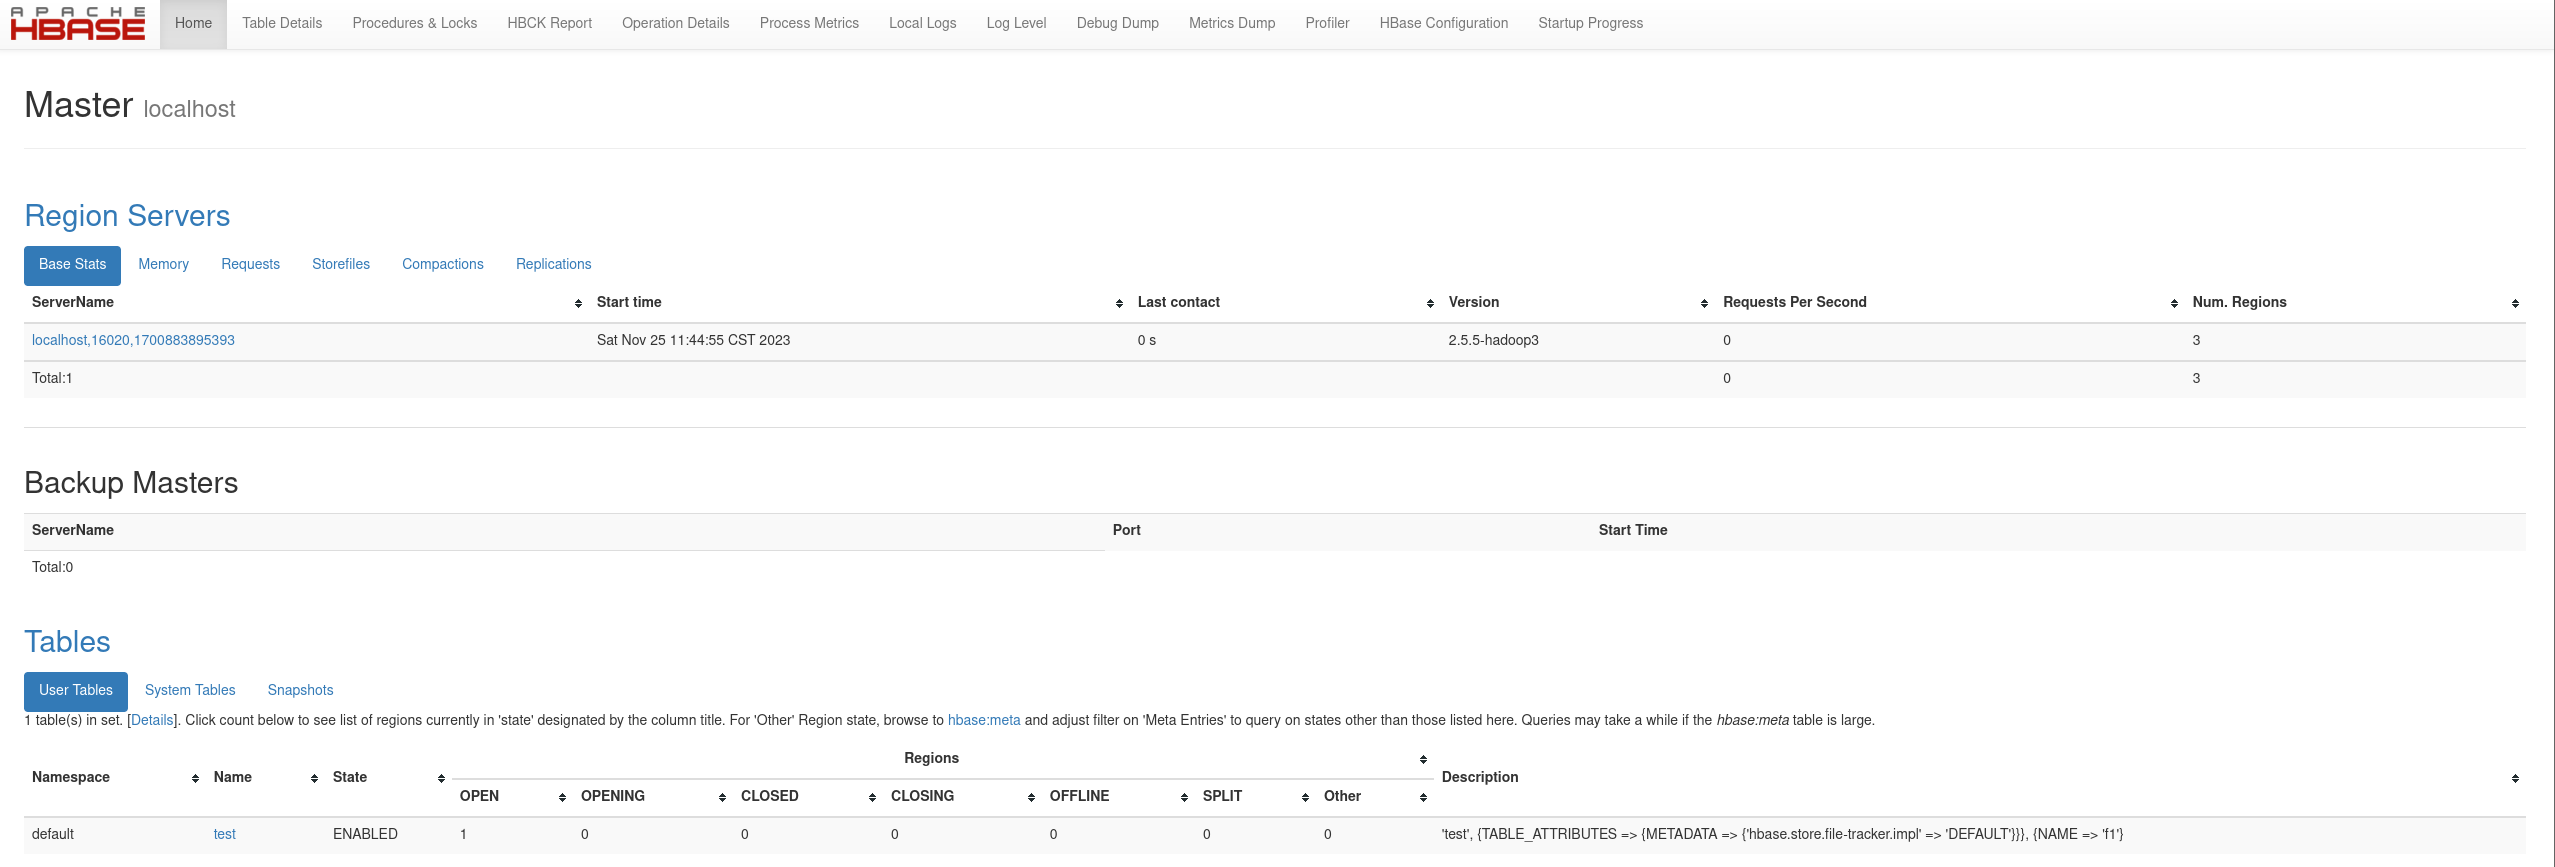 APACHE
HBASE
Home Table Details Procedures & Locks HBCK Report Operation Details Process Metrics Local Logs Log Level Debug Dump Metrics Dump Profiler HBase Configuration Startup Progress
Master localhost
Region Servers
Base Stats Memory Requests Storefiles Compactions Replications
ServerName Start time Last contact Version Requests Per Second Num. Regions
localhost,16020,1700883895393 Sat Nov 25 11:44:55 CST 2023 0 s 2.5.5-hadoop3 0 3
Total:1 0 3
Backup Masters
ServerName Port Start Time
Total:0
Tables
User Tables System Tables Snapshots
1 table(s) in set. [Details]. Click count below to see list of regions currently in 'state' designated by the column title. For 'Other' Region state, browse to hbase:meta and adjust filter on 'Meta Entries' to query on states other than those listed here. Queries may take a while if the hbase:meta table is large.
Regions
Namespace Name State Description
OPEN OPENING CLOSED CLOSING OFFLINE SPLIT Other
default test ENABLED 1 0 0 0 0 0 0 'test', {TABLE_ATTRIBUTES => {METADATA => {'hbase.store.file-tracker.impl' => 'DEFAULT'}}}, {NAME => 'f1'}